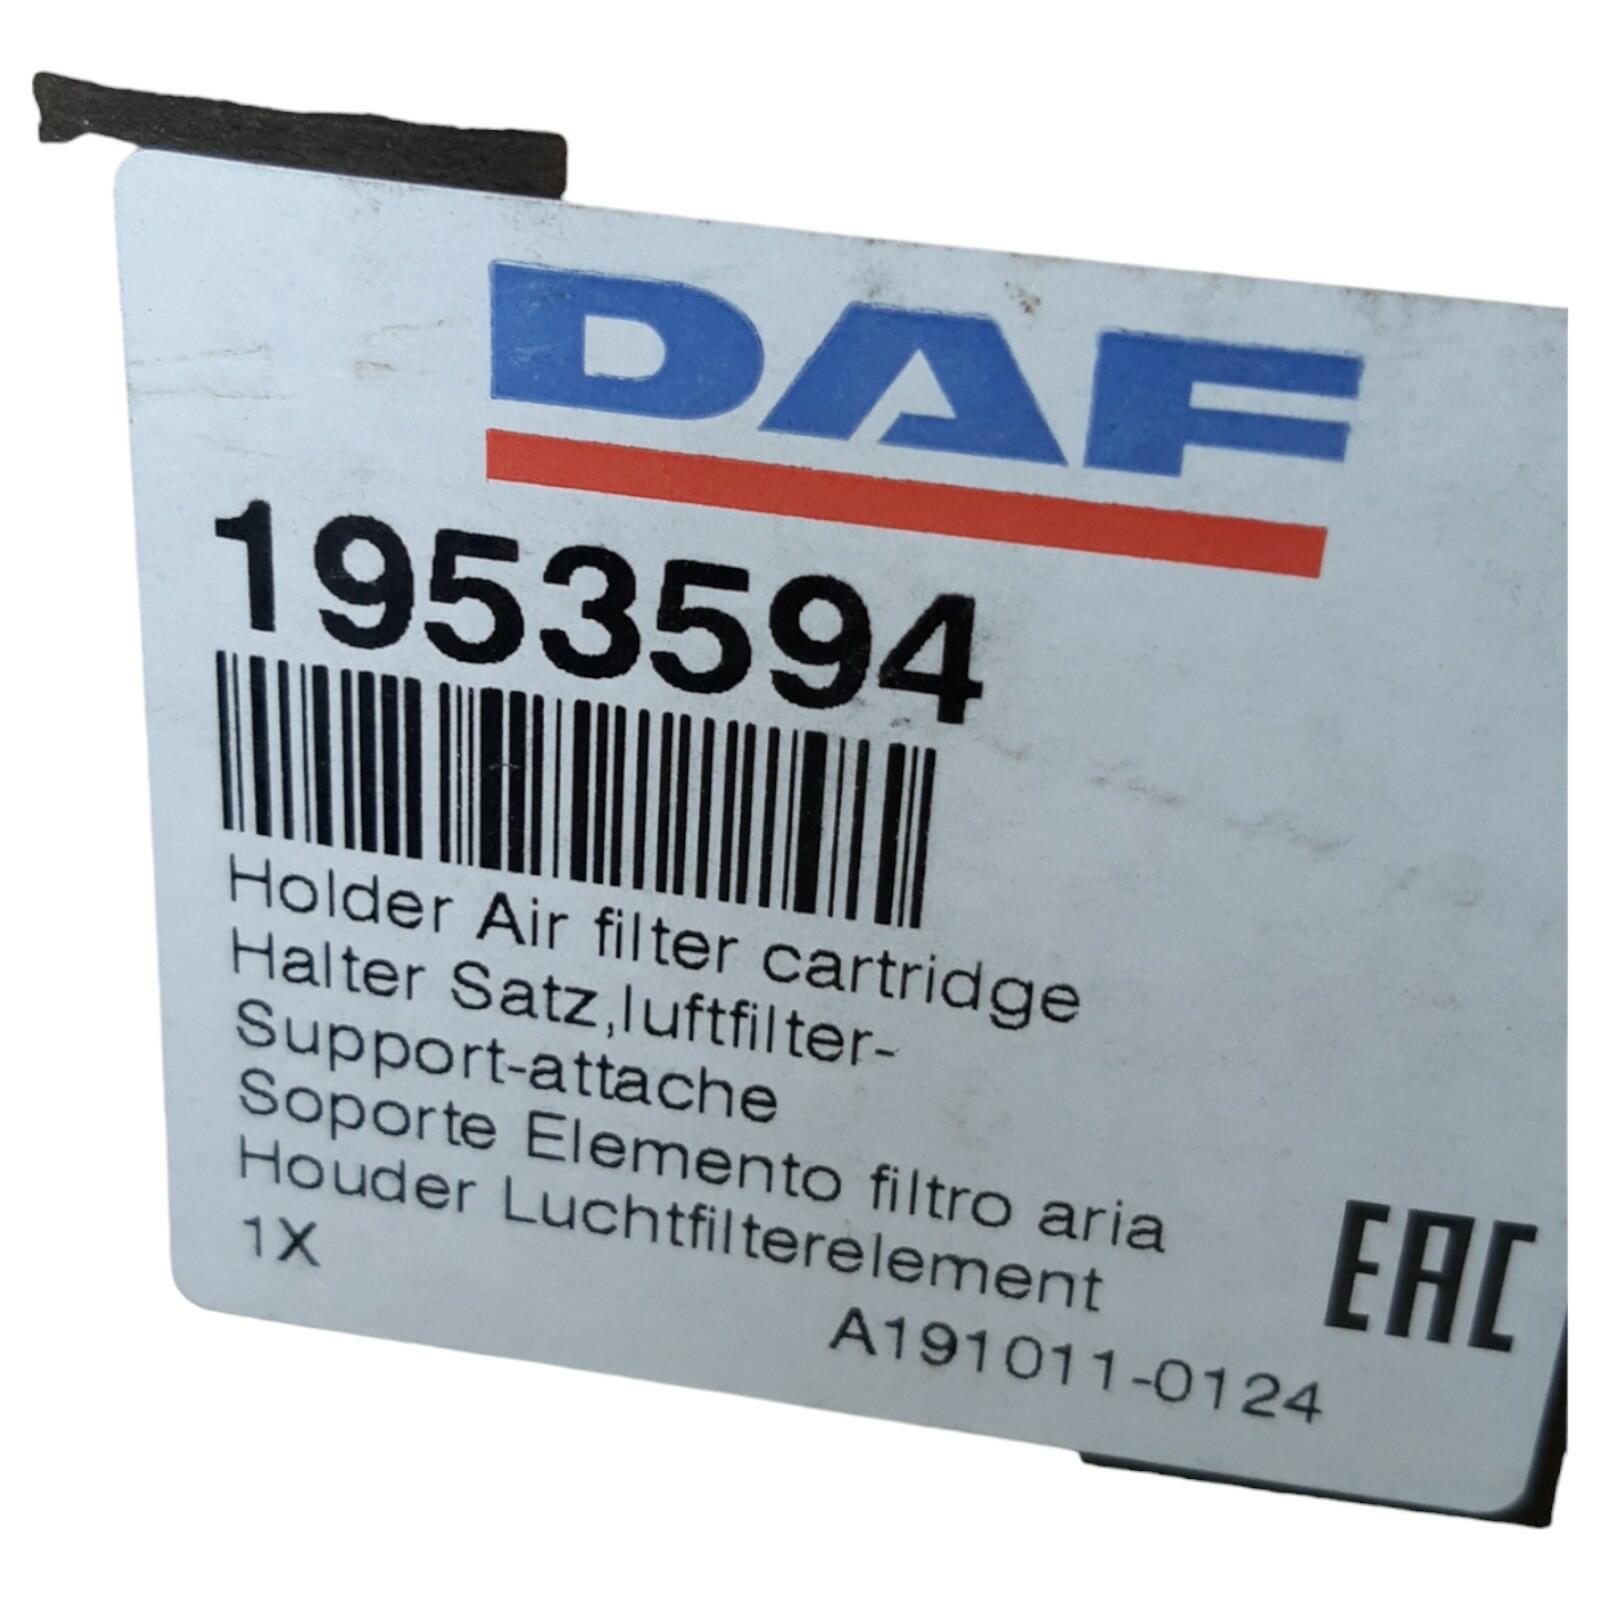 DAF
1953594
Holder Air filter cartridge
Halter Satz,luftfilter-
Support-attache
Soporte Elemento filtro aria
Houder Luchtfilterelement
1X
A191011-0124
EAC